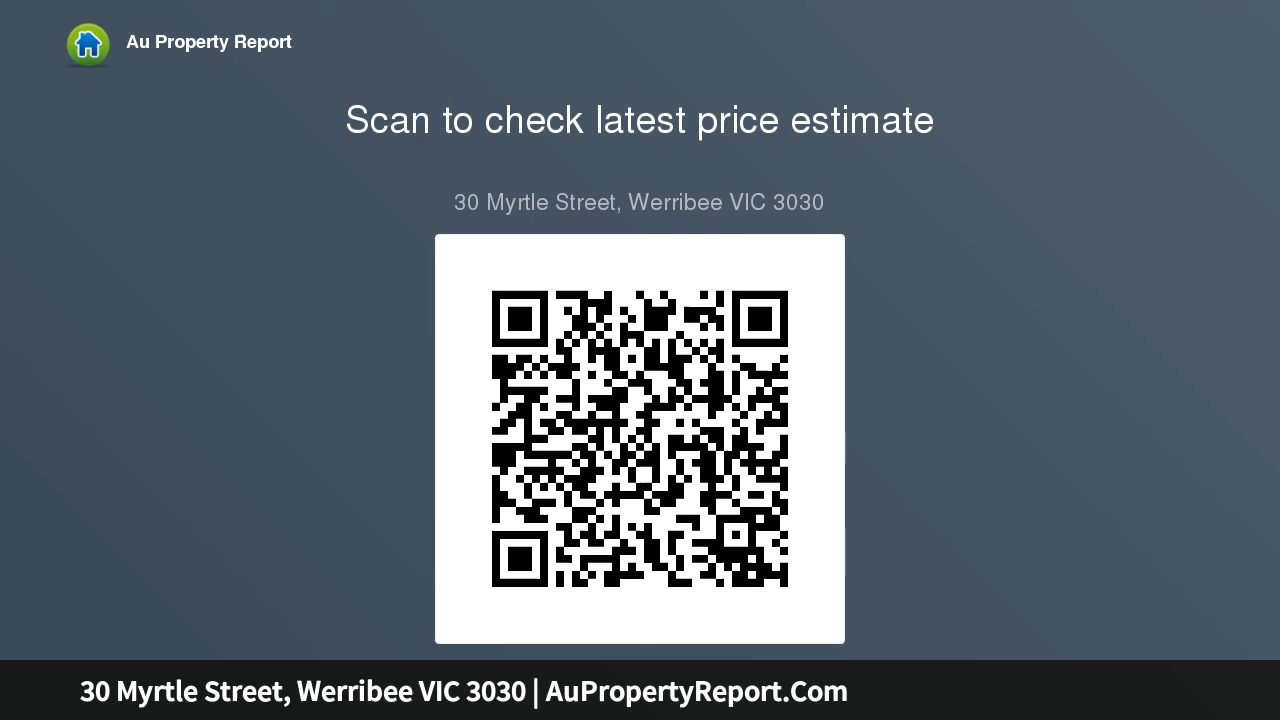 Au Property Report
Scan to check latest price estimate
30 Myrtle Street, Werribee VIC 3030
30 Myrtle Street, Werribee VIC 3030 | AuPropertyReport.Com